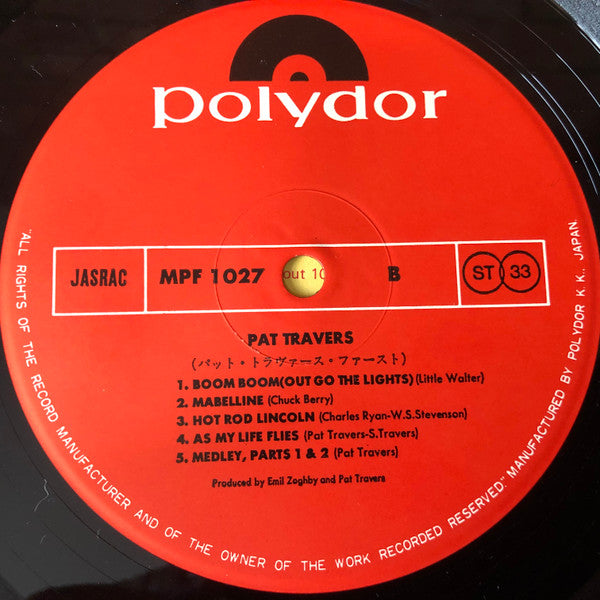 polydor
JASRAC MPF 1027 out 10 B ST 33
PAT TRAVERS
(パット・トラヴァース・ファースト)
1. BOOM BOOM(OUT GO THE LIGHTS) (Little Walter)
2. MABELLINE (Chuck Berry)
3. HOT ROD LINCOLN (Charles Ryan-W.S.Stevenson)
4. AS MY LIFE FLIES (Pat Travers-S.Travers)
5. MEDLEY, PARTS 1 & 2 (Pat Travers)
Produced by Emil Zoghby and Pat Travers
"ALL RIGHTS OF THE RECORD MANUFACTURER AND OF THE OWNER OF THE WORK RECORDED RESERVED" MANUFACTURED BY POLYDOR K.K., JAPAN.